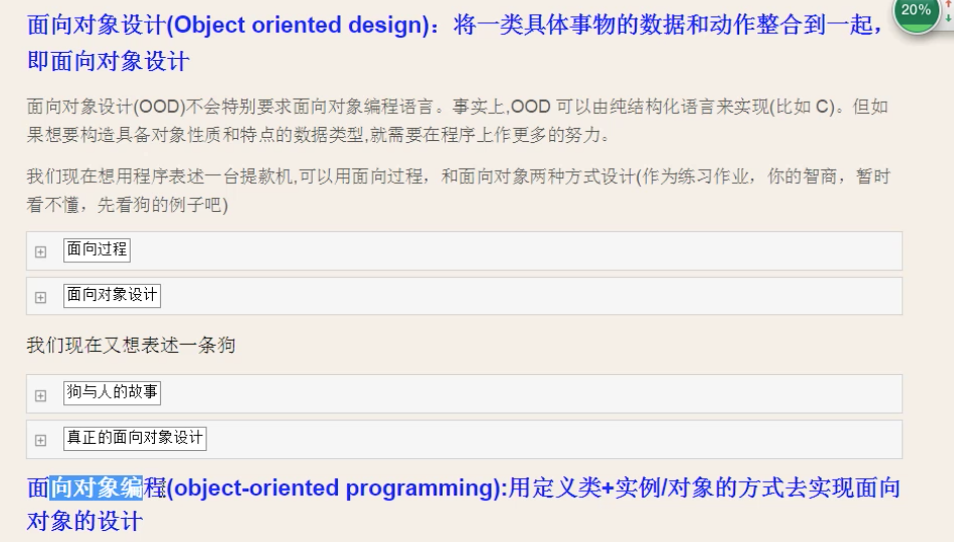 面向对象设计(Object oriented design)：将一类具体事物的数据和动作整合到一起，
即面向对象设计
20%
面向对象设计(OOD)不会特别要求面向对象编程语言。事实上,OOD 可以由纯结构化语言来实现(比如 C)。但如
果想要构造具备对象性质和特点的数据类型,就需要在程序上作更多的努力。
我们现在想用程序表述一台提款机,可以用面向过程，和面向对象两种方式设计(作为练习作业，你的智商，暂时
看不懂，先看狗的例子吧)
面向过程
面向对象设计
我们现在又想表述一条狗
狗与人的故事
真正的面向对象设计
面向对象编程(object-oriented programming):用定义类+实例/对象的方式去实现面向
对象的设计